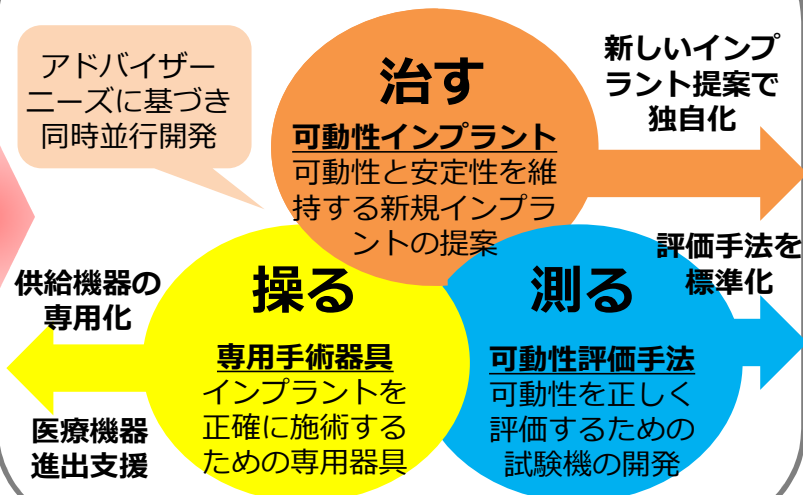 アドバイザー
ニーズに基づき
同時並行開発
治す
可動性インプラント
可動性と安定性を維
持する新規インプラ
ントの提案
新しいインプ
ラント提案で
独自化
供給機器の
専用化
操る
専用手術器具
インプラントを
正確に施術する
ための専用器具
医療機器
進出支援
測る
可動性評価手法
可動性を正しく
評価するための
試験機の開発
評価手法を
標準化